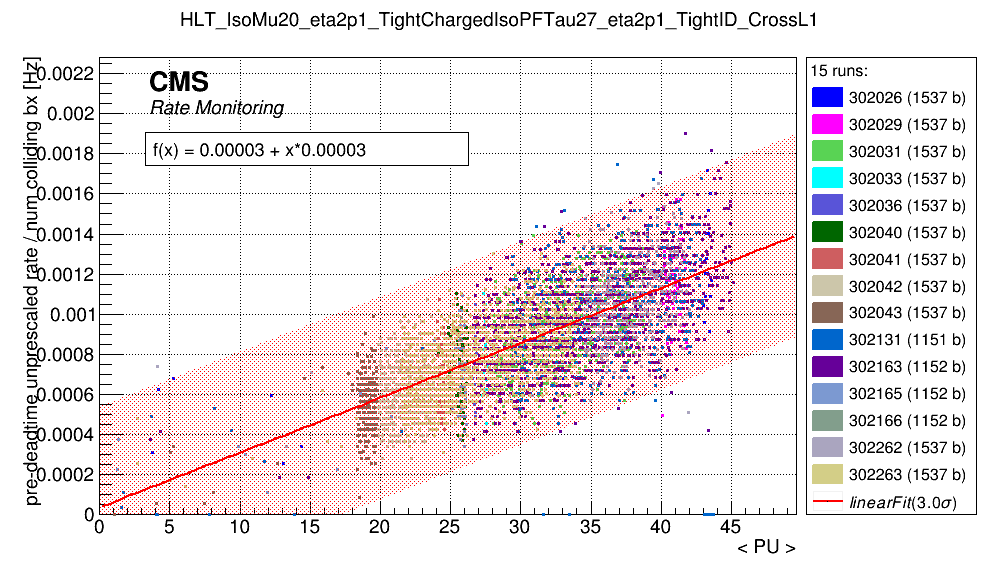 HLT_IsoMu20_eta2p1_TightChargedIsoPFTau27_eta2p1_TightID_CrossL1
pre-deadtime unprescaled rate / num colliding bx [Hz]
CMS
Rate Monitoring
f(x) = 0.00003 + x*0.00003
0.0022
0.002
0.0018
0.0016
0.0014
0.0012
0.001
0.0008
0.0006
0.0004
0.0002
0
0 5 10 15 20 25 30 35 40 45
< PU >
15 runs:
302026 (1537 b)
302029 (1537 b)
302031 (1537 b)
302033 (1537 b)
302036 (1537 b)
302040 (1537 b)
302041 (1537 b)
302042 (1537 b)
302043 (1537 b)
302131 (1151 b)
302163 (1152 b)
302165 (1152 b)
302166 (1152 b)
302262 (1537 b)
302263 (1537 b)
linearFit(3.0σ)